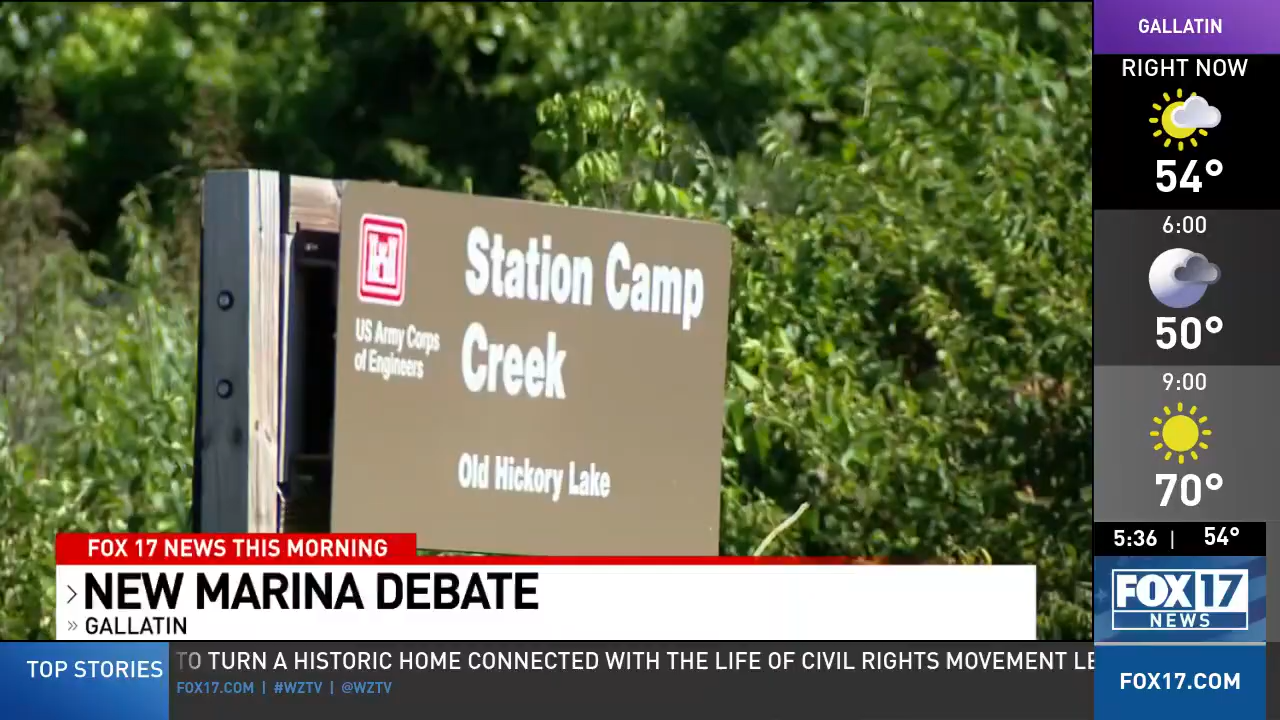 Station Camp
Creek
US Army Corps
of Engineers
Old Hickory Lake
FOX 17 NEWS THIS MORNING
NEW MARINA DEBATE
» GALLATIN
TOP STORIES
TO TURN A HISTORIC HOME CONNECTED WITH THE LIFE OF CIVIL RIGHTS MOVEMENT LE
FOX17.COM | #WZTV | @WZTV
GALLATIN
RIGHT NOW
54°
6:00
50°
9:00
70°
5:36 | 54°
FOX 17
NEWS
FOX17.COM